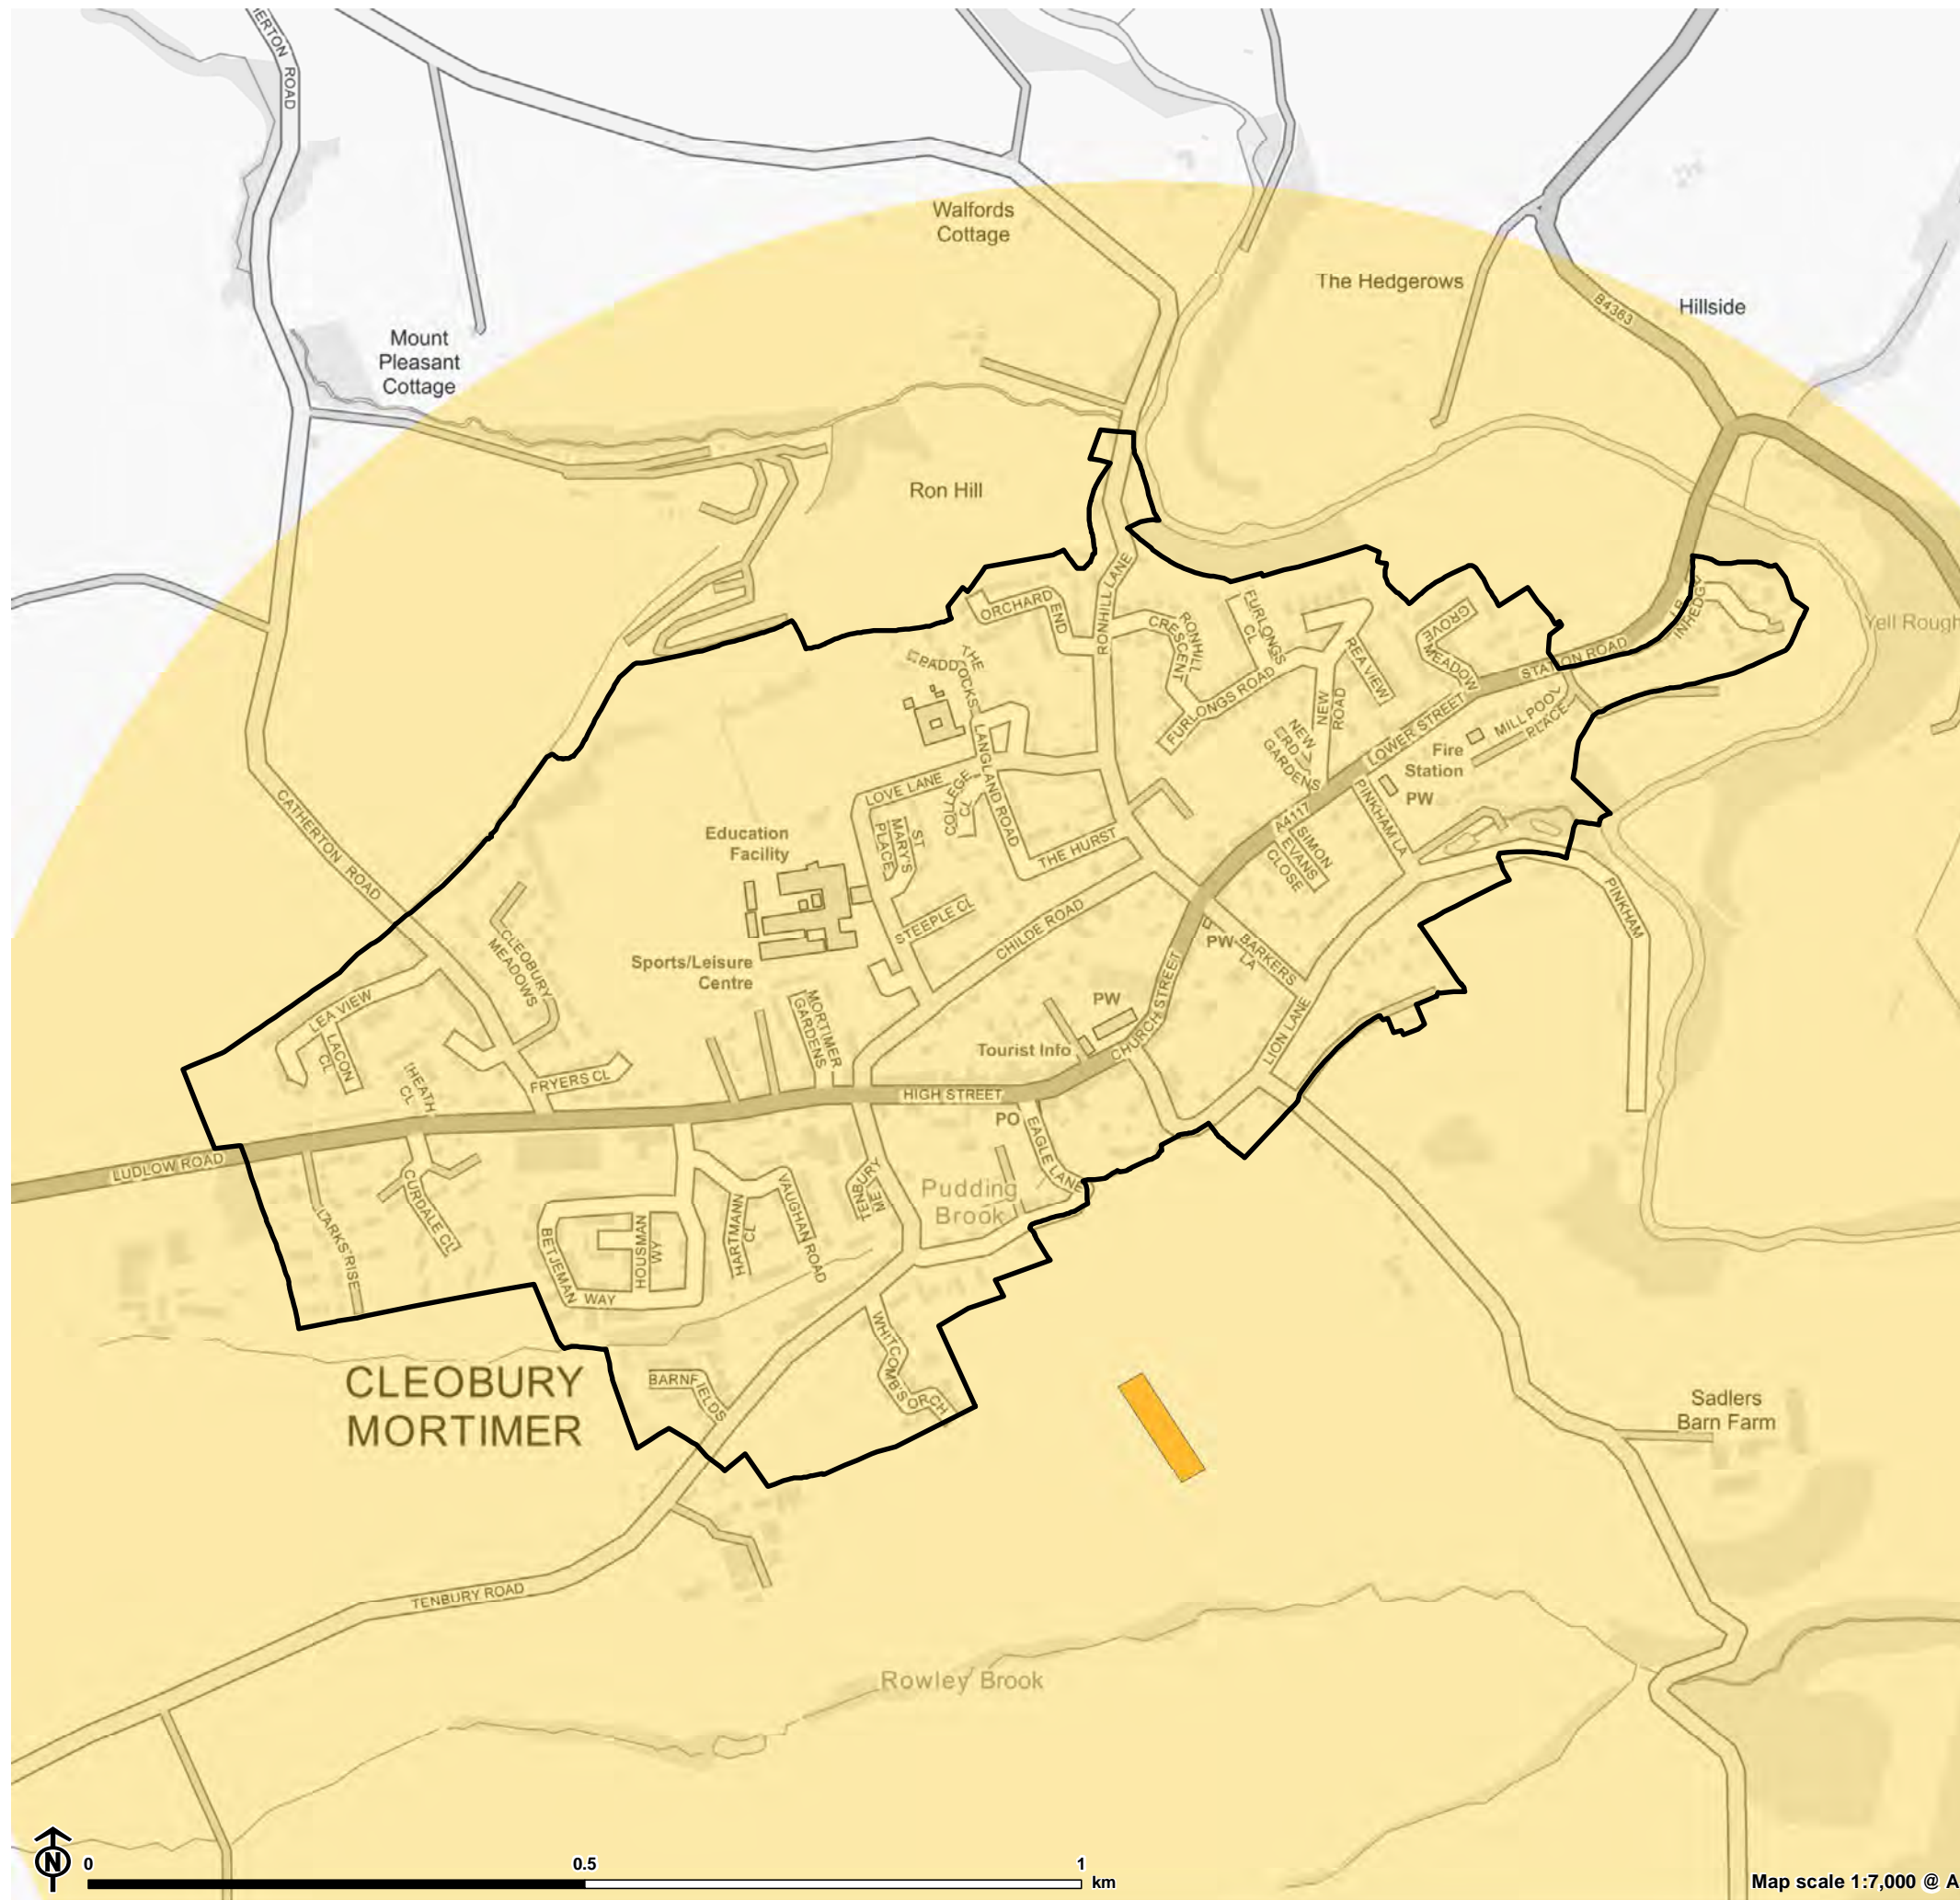 ERTON ROAD
Walfords
Cottage
The Hedgerows
B4363
Hillside
Mount
Pleasant
Cottage
Ron Hill
RONHILL LANE
ORCHARD
END
RONHILL
CRESCENT
FURLONGS
CL
FURLONGS ROAD
REA VIEW
GROVE
MEADOW
STATION ROAD
INHEDGE
Yell Rough
THE
PADDOCKS
NEW
ROAD
NEW
RD
GARDENS
LOWER STREET
MILL POOL
PLACE
Fire
Station
PW
LANGLAND ROAD
LOVE LANE
COLLEGE
CL
ST
MARY'S
PLACE
THE HURST
A4117
SIMON
EVANS
CLOSE
PINKHAM LA
PINKHAM
Education
Facility
CATHERTON ROAD
STEEPLE CL
CHILDE ROAD
PW
BARKERS
LA
Sports/Leisure
Centre
CLEOBURY
MEADOWS
LEA VIEW
LACON
CL
HEATH
CL
FRYERS CL
MORTIMER
GARDENS
PW
Tourist Info
CHURCH STREET
LION LANE
HIGH STREET
PO
EAGLE LANE
LUDLOW ROAD
LARKS RISE
CURDALE CL
BETJEMAN
WAY
HOUSMAN
WY
HARTMANN
CL
VAUGHAN ROAD
TENBURY
ME
Pudding
Brook
WHITCOMB'S
ORCH
BARNFIELDS
CLEOBURY
MORTIMER
Sadlers
Barn Farm
TENBURY ROAD
Rowley Brook
N
0
0.5
1
km
Map scale 1:7,000 @ A